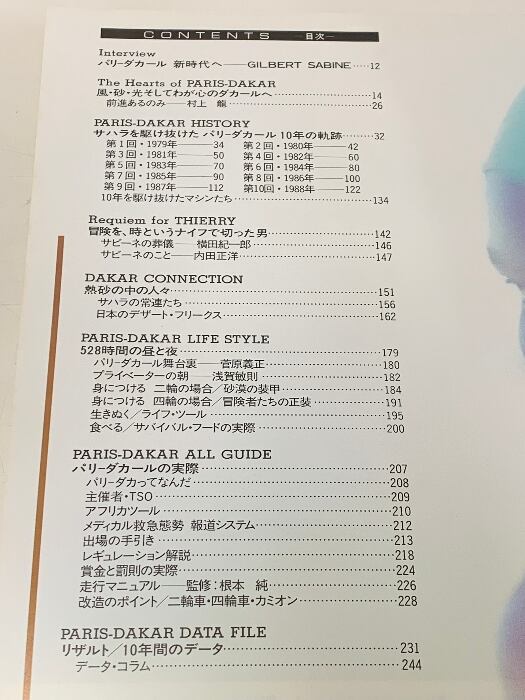 CONTENTS —目次—
Interview
パリ-ダカール 新時代へ——GILBERT SABINE……12
The Hearts of PARIS-DAKAR
風・砂・光そしてわが心のダカールへ……14
前進あるのみ——村上 龍……26
PARIS-DAKAR HISTORY
サハラを駆け抜けた パリ-ダカール 10年の軌跡……32
第1回・1979年——34 第2回・1980年——42
第3回・1981年——50 第4回・1982年——60
第5回・1983年——70 第6回・1984年——80
第7回・1985年——90 第8回・1986年——100
第9回・1987年——112 第10回・1988年——122
10年を駆け抜けたマシンたち……134
Requiem for THIERRY
冒険を、時というナイフで切った男……142
サビーネの葬儀——横田紀一郎……146
サビーネのこと——内田正洋……147
DAKAR CONNECTION
熱砂の中の人々……151
サハラの常連たち……156
日本のデザート・フリークス……162
PARIS-DAKAR LIFE STYLE
528時間の昼と夜……179
パリ-ダカール舞台裏——菅原義正……180
プライベーターの朝——浅賀敏則……182
身につける 二輪の場合/砂漠の装甲……184
身につける 四輪の場合/冒険者たちの正装……191
生きぬく/ライフ・ツール……195
食べる/サバイバル・フードの実際……200
PARIS-DAKAR ALL GUIDE
パリ-ダカールの実際……207
パリ-ダカってなんだ……208
主催者・TSO……209
アフリカツール……210
メディカル救急態勢 報道システム……212
出場の手引き……213
レギュレーション解説……218
賞金と罰則の実際……224
走行マニュアル——監修:根本 純……226
改造のポイント/二輪車・四輪車・カミオン……228
PARIS-DAKAR DATA FILE
リザルト/10年間のデータ……231
データ・コラム……244